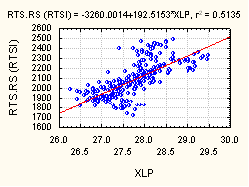 RTS.RS (RTSI) = -3260.0014+192.5153*XLP, r² = 0.5135
RTS.RS (RTSI)
2600
2500
2400
2300
2200
2100
2000
1900
1800
1700
1600
26.0 27.0 28.0 29.0 30.0
26.5 27.5 28.5 29.5
XLP